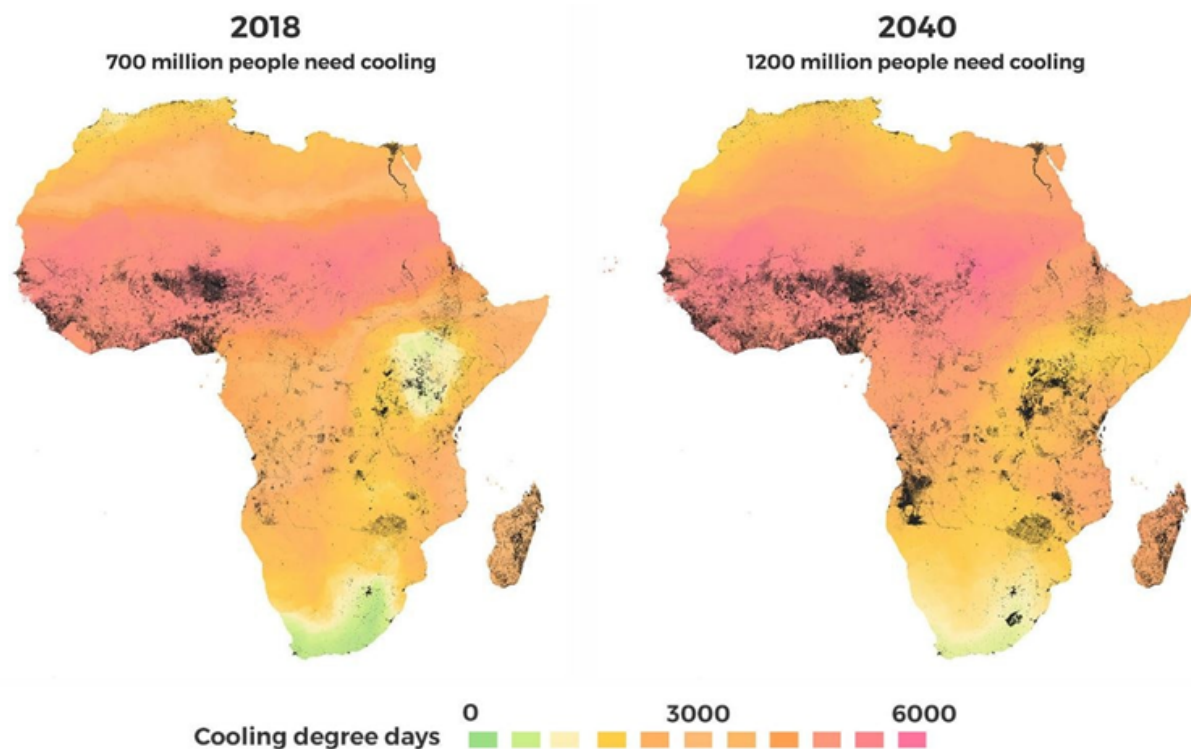 2018
700 million people need cooling
2040
1200 million people need cooling
0 3000 6000
Cooling degree days